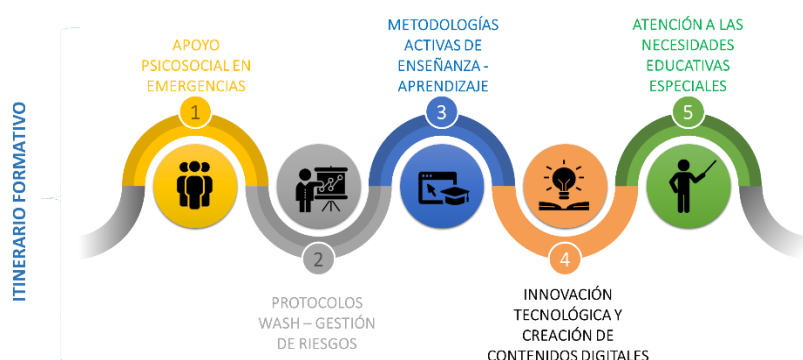 ITINERARIO FORMATIVO
APOYO
PSICOSOCIAL EN
EMERGENCIAS
1
2
PROTOCOLOS
WASH – GESTIÓN
DE RIESGOS
METODOLOGÍAS
ACTIVAS DE
ENSEÑANZA -
APRENDIZAJE
3
4
INNOVACIÓN
TECNOLÓGICA Y
CREACIÓN DE
CONTENIDOS DIGITALES
ATENCIÓN A LAS
NECESIDADES
EDUCATIVAS
ESPECIALES
5